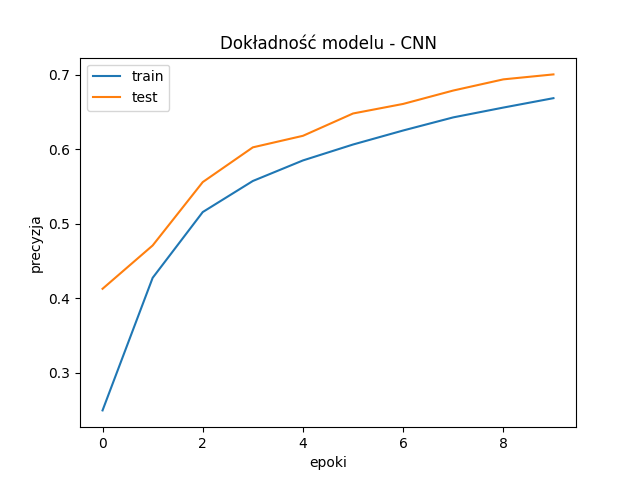 Dokładność modelu - CNN
train
test
precyzja
0.7
0.6
0.5
0.4
0.3
0 2 4 6 8
epoki